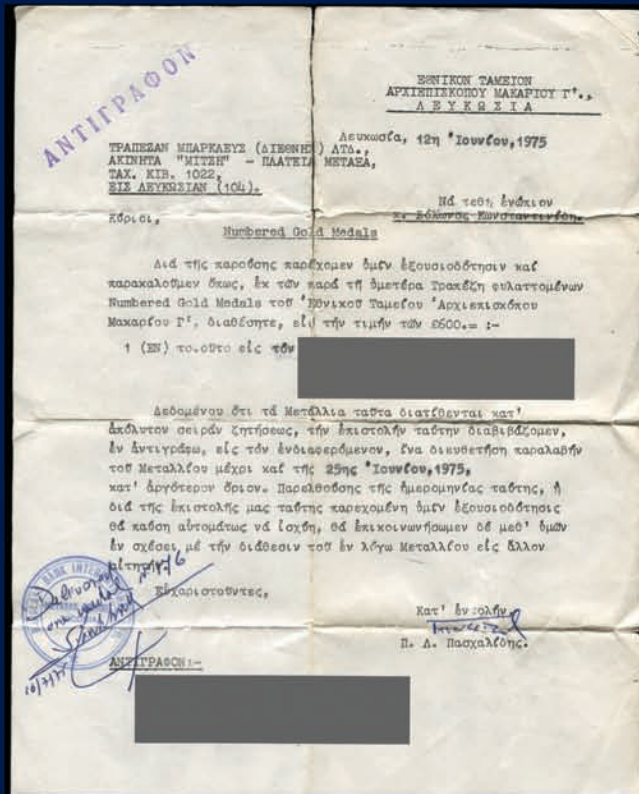 ΑΝΤΙΓΡΑΦΟΝ
ΕΘΝΙΚΟΝ ΤΑΜΕΙΟΝ
ΑΡΧΙΕΠΙΣΚΟΠΟΥ ΜΑΚΑΡΙΟΥ Γ'.,
ΛΕΥΚΩΣΙΑ
Λευκωσία, 12η Ἰουνίου,1975
ΤΡΑΠΕΖΑΝ ΜΠΑΡΚΛΕΥΣ (ΔΙΕΘΝΗΣ) ΛΤΔ.,
ΑΚΙΝΗΤΑ "ΜΙΤΖΗ" - ΠΛΑΤΕΙΑ ΜΕΤΑΞΑ,
ΤΑΧ. ΚΙΒ. 1022,
ΕΙΣ ΛΕΥΚΩΣΙΑΝ (104).
Νά τεθῇ ἐνώπιον
κ. Σόλωνος Κωνσταντινίδη.
Κύριοι,
Numbered Gold Medals
Διά τῆς παρούσης παρέχομεν ὑμῖν ἐξουσιοδότησιν καί
παρακαλοῦμεν ὅπως, ἐκ τῶν παρά τῇ ὑμετέρᾳ Τραπέζῃ φυλαττομένων
Numbered Gold Medals τοῦ Ἐθνικοῦ Ταμείου Ἀρχιεπισκόπου
Μακαρίου Γ', διαθέσητε, εἰς τήν τιμήν τῶν £600.= :-
1 (ΕΝ) τοιοῦτο εἰς τόν
Δεδομένου ὅτι τά Μετάλλια ταῦτα διατίθενται κατ'
ἀπόλυτον σειράν ζητήσεως, τήν ἐπιστολήν ταύτην διαβιβάζομεν,
ἐν ἀντιγράφῳ, εἰς τόν ἐνδιαφερόμενον, ἵνα διευθετήσῃ παραλαβήν
τοῦ Μεταλλίου μέχρι καί τῆς 25ης Ἰουνίου,1975,
κατ' ἀργότερον ὅριον. Παρελθούσης τῆς ἡμερομηνίας ταύτης, ἡ
διά τῆς ἐπιστολῆς μας ταύτης παρεχομένη ὑμῖν ἐξουσιοδότησις
θά παύσῃ αὐτομάτως νά ἰσχύῃ, θά ἐπικοινωνήσωμεν δέ μεθ' ὑμῶν
ἐν σχέσει μέ τήν διάθεσιν τοῦ ἐν λόγῳ Μεταλλίου εἰς ἄλλον
αἰτητήν.
Εὐχαριστοῦντες,
Κατ' ἐντολήν
Π. Λ. Πασχαλίδης.
one medal
ΑΝΤΙΓΡΑΦΟΝ:-